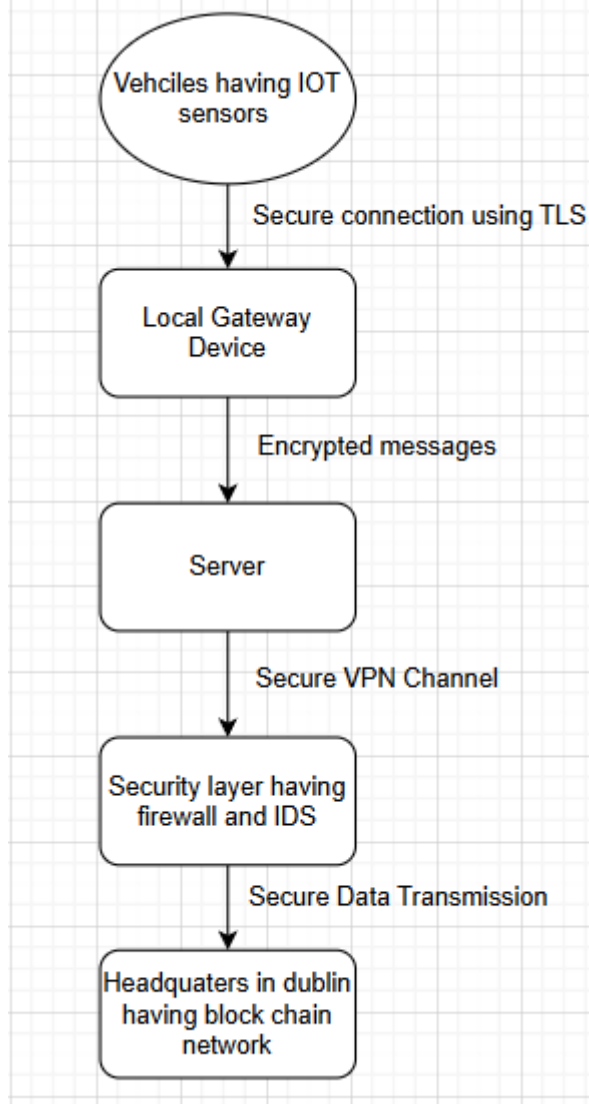 Vehciles having IOT
sensors
Secure connection using TLS
Local Gateway
Device
Encrypted messages
Server
Secure VPN Channel
Security layer having
firewall and IDS
Secure Data Transmission
Headquaters in dublin
having block chain
network